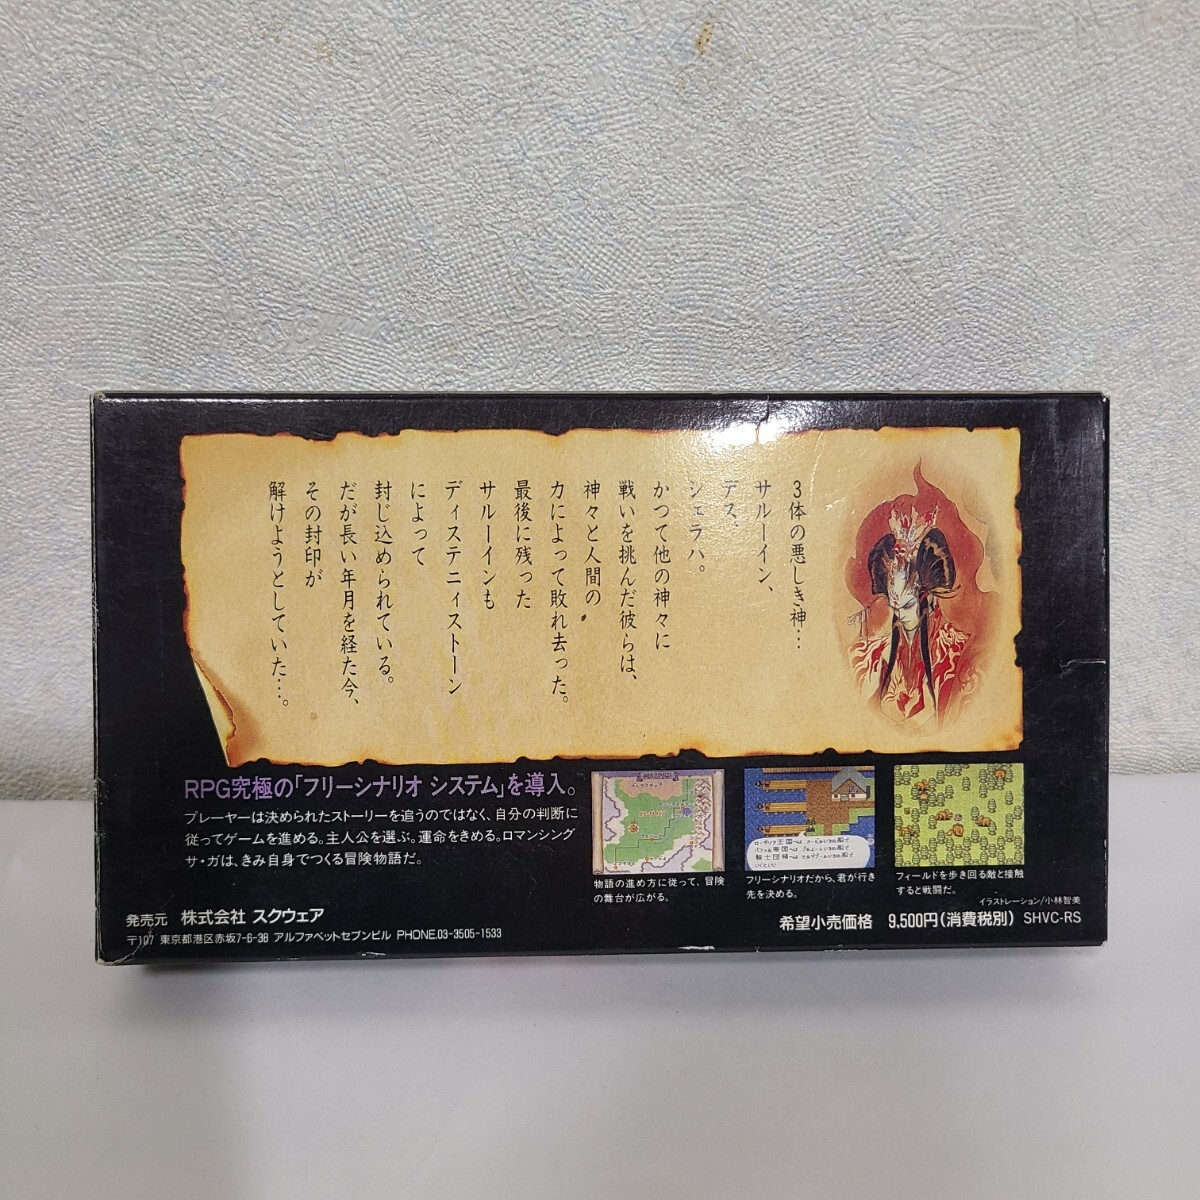 3体の悪しき神…
サルーイン、
デス、
シェラハ。
かつて他の神々に
戦いを挑んだ彼らは、
神々と人間の
力によって敗れ去った。
最後に残った
サルーインも
ディステニィストーン
によって
封じ込められている。
だが長い年月を経た今、
その封印が
解けようとしていた…。
RPG究極の「フリーシナリオ システム」を導入。
プレーヤーは決められたストーリーを追うのではなく、自分の判断に
従ってゲームを進める。主人公を選ぶ。運命をきめる。ロマンシング
サ・ガは、きみ自身でつくる冒険物語だ。
物語の進め方に従って、冒険
の舞台が広がる。
フリーシナリオだから、君が行き
先を決める。
フィールドを歩き回る敵と接触
すると戦闘だ。
イラストレーション/小林智美
発売元 株式会社 スクウェア
〒107 東京都港区赤坂7-6-38 アルファベットセブンビル PHONE.03-3505-1533
希望小売価格 9,500円(消費税別) SHVC-RS